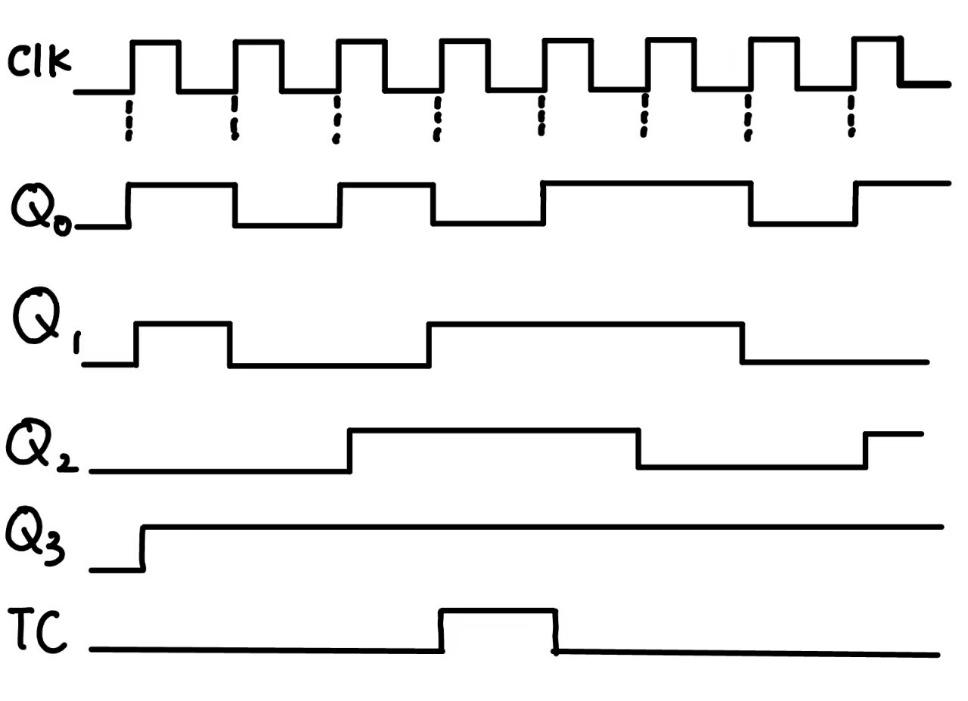 Clk
Q₀
Q₁
Q₂
Q₃
TC